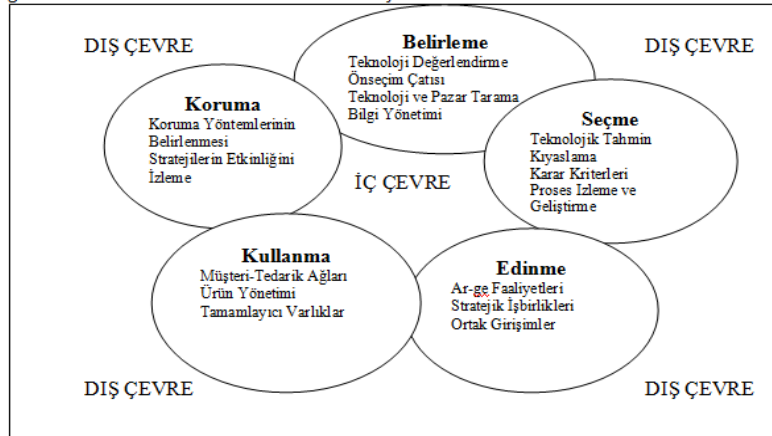 DIŞ ÇEVRE
DIŞ ÇEVRE
Belirleme
Teknoloji Değerlendirme
Önseçim Çatısı
Teknoloji ve Pazar Tarama
Bilgi Yönetimi
Koruma
Koruma Yöntemlerinin
Belirlenmesi
Stratejilerin Etkinliğini
İzleme
Seçme
Teknolojik Tahmin
Kıyaslama
Karar Kriterleri
Proses Izleme ve
Geliştirme
İÇ ÇEVRE
Kullanma
Müşteri-Tedarik Ağları
Ürün Yönetimi
Tamamlayıcı Varlıklar
Edinme
Ar-ge Faaliyetleri
Stratejik İşbirlikleri
Ortak Girişimler
DIŞ ÇEVRE
DIŞ ÇEVRE